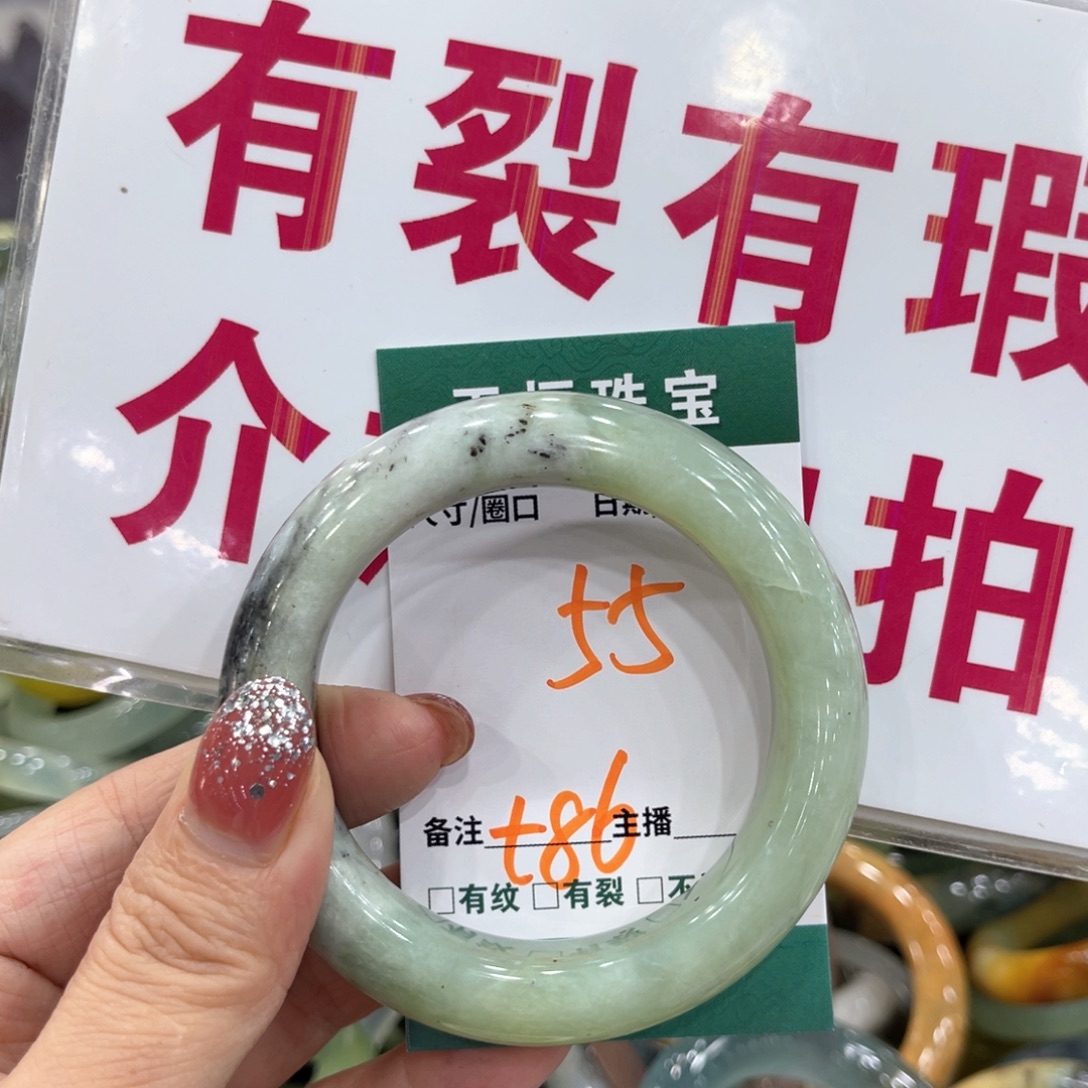 有裂有瑕
介
拍
珠宝
尺寸/圈口
55
备注 t86 主播
□有纹 □有裂 □不